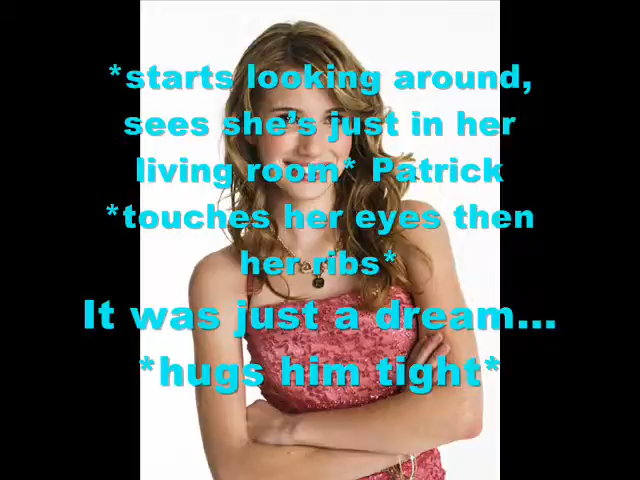 *starts looking around,
sees she's just in her
living room* Patrick
*touches her eyes then
her ribs*
It was just a dream...
*hugs him tight*